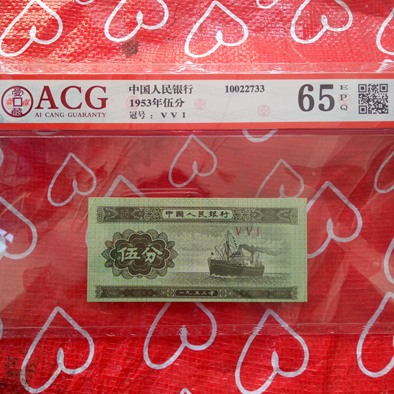 ACG
AI CANG GUARANTY
中国人民银行
1953年伍分
冠号：VVI
10022733
65
EPQ
中国人民银行
VVI
伍分
一九五三年